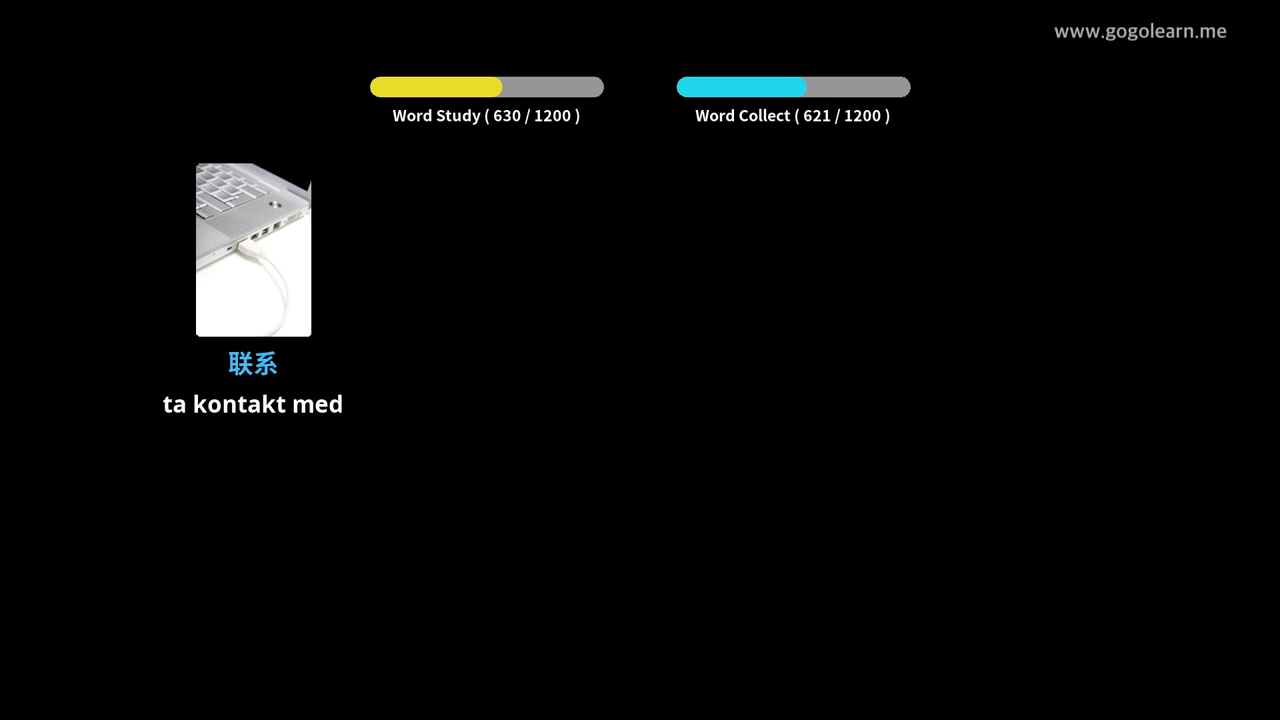 www.gogolearn.me
Word Study ( 630 / 1200 )
Word Collect ( 621 / 1200 )
联系
ta kontakt med